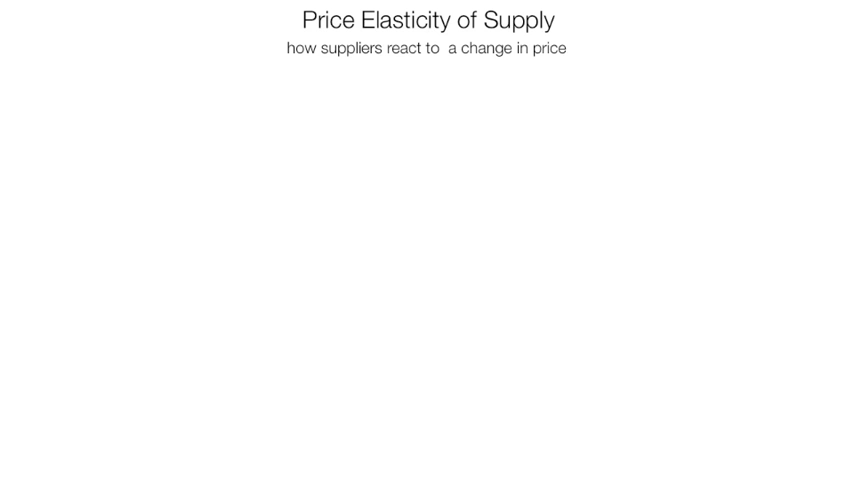 Price Elasticity of Supply
how suppliers react to  a change in price